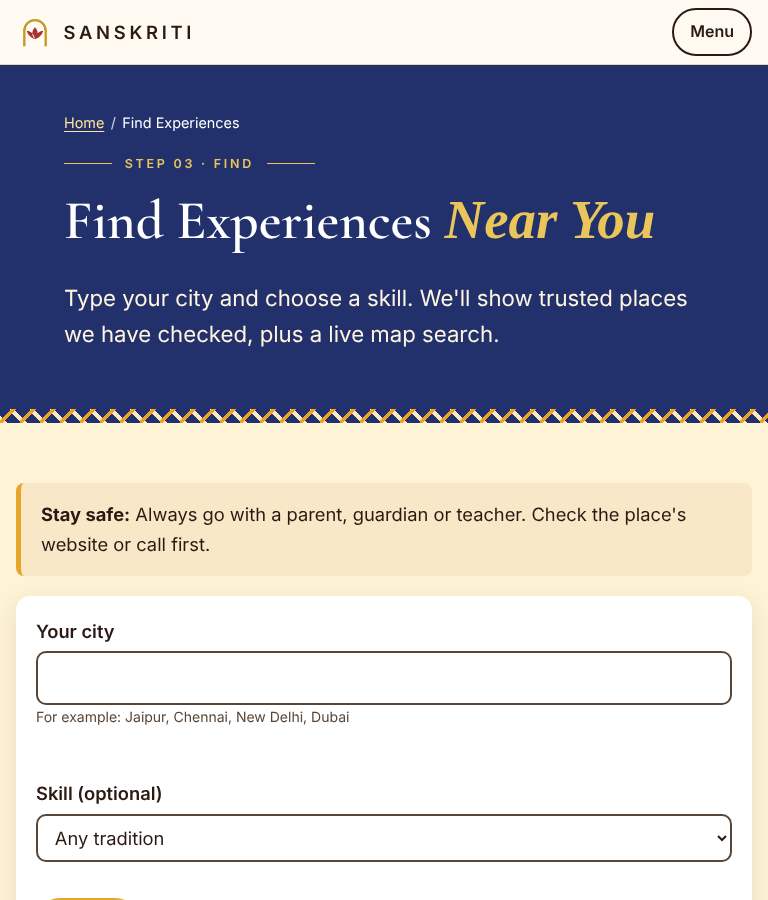 SANSKRITI
Menu
Home / Find Experiences
STEP 03 · FIND
Find Experiences Near You
Type your city and choose a skill. We'll show trusted places
we have checked, plus a live map search.
Stay safe: Always go with a parent, guardian or teacher. Check the place's
website or call first.
Your city
For example: Jaipur, Chennai, New Delhi, Dubai
Skill (optional)
Any tradition